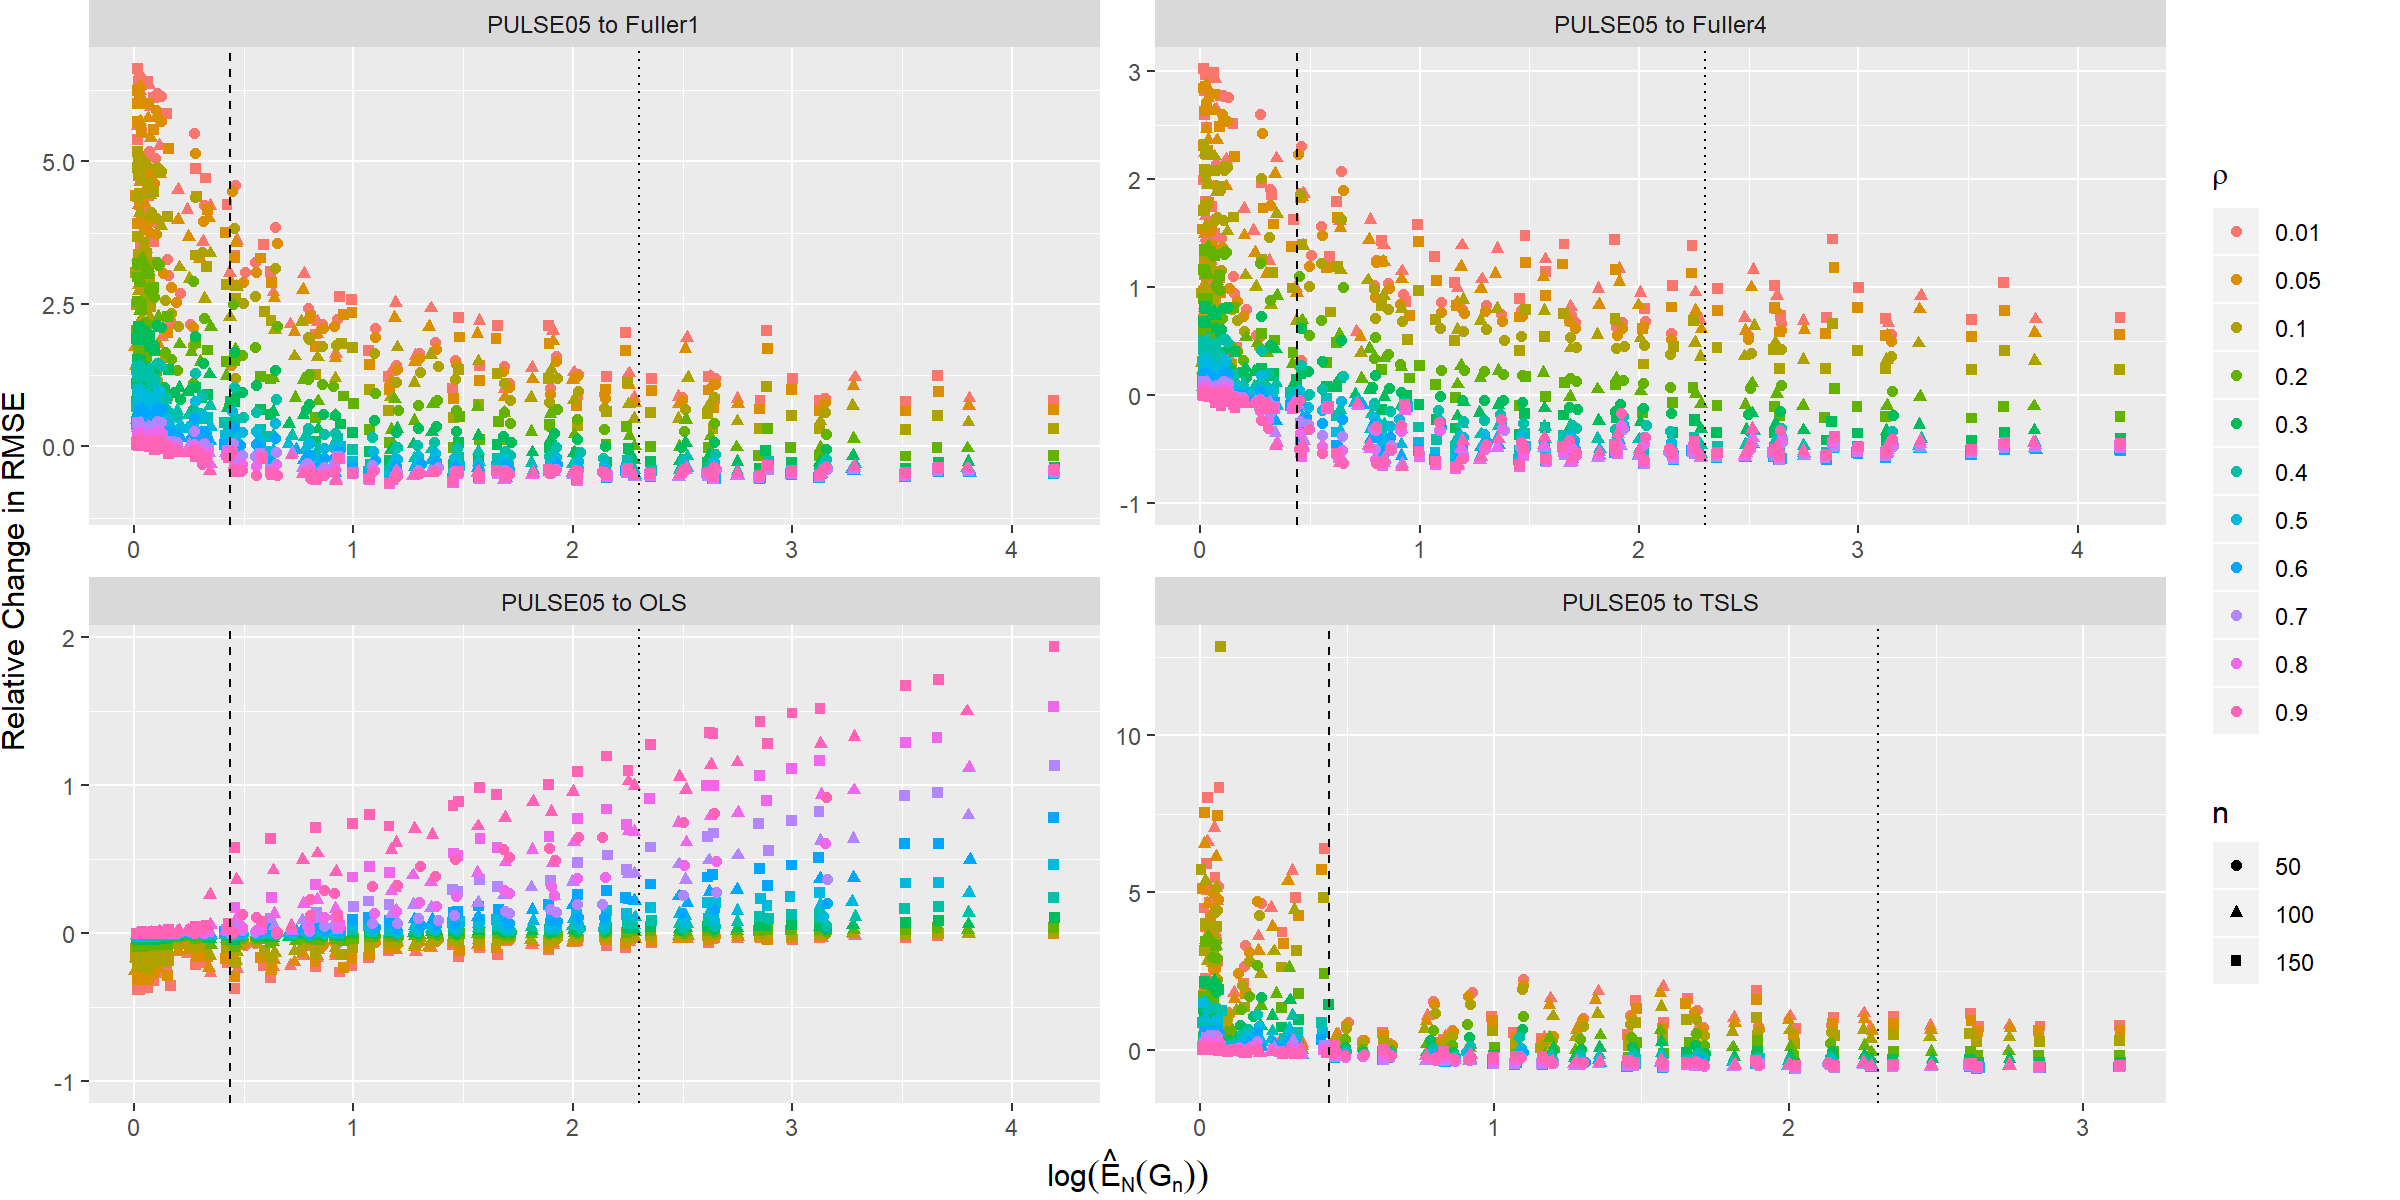 PULSE05 to Fuller1
PULSE05 to Fuller4
5.0
2.5
0.0
0 1 2 3 4
3
2
1
0
-1
0 1 2 3 4
PULSE05 to OLS
PULSE05 to TSLS
2
1
0
-1
0 1 2 3 4
10
5
0
0 1 2 3
Relative Change in RMSE
log(Ê_N(G_n))
ρ
0.01
0.05
0.1
0.2
0.3
0.4
0.5
0.6
0.7
0.8
0.9
n
50
100
150